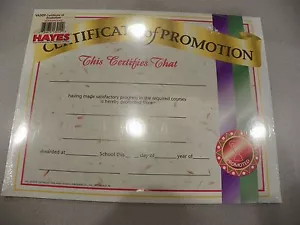 HAYES
CERTIFICATE of PROMOTION
This Certifies That
having made satisfactory progress in the required courses
is hereby promoted from
to
awarded at School this day of year of
PROMOTED